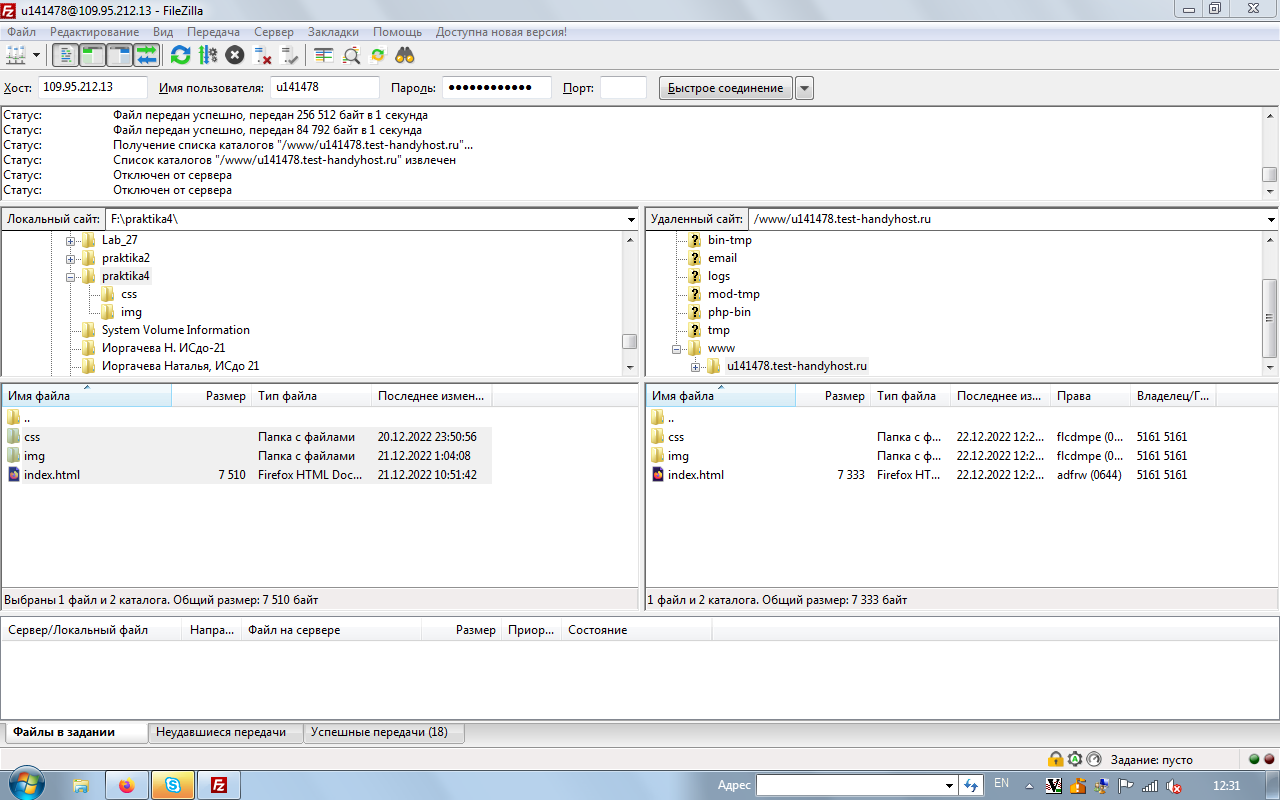 u141478@109.95.212.13 - FileZilla
Файл Редактирование Вид Передача Сервер Закладки Помощь Доступна новая версия!
Хост: 109.95.212.13 Имя пользователя: u141478 Пароль: ●●●●●●●●●●●● Порт: Быстрое соединение
Статус: Файл передан успешно, передан 256 512 байт в 1 секунда
Статус: Файл передан успешно, передан 84 792 байт в 1 секунда
Статус: Получение списка каталогов "/www/u141478.test-handyhost.ru"...
Статус: Список каталогов "/www/u141478.test-handyhost.ru" извлечен
Статус: Отключен от сервера
Статус: Отключен от сервера
Локальный сайт: F:\praktika4\
Lab_27
praktika2
praktika4
css
img
System Volume Information
Иоргачева Н. ИСдо-21
Иоргачева Наталья, ИСдо 21
Удаленный сайт: /www/u141478.test-handyhost.ru
bin-tmp
email
logs
mod-tmp
php-bin
tmp
www
u141478.test-handyhost.ru
Имя файла Размер Тип файла Последнее измен...
..
css Папка с файлами 20.12.2022 23:50:56
img Папка с файлами 21.12.2022 1:04:08
index.html 7 510 Firefox HTML Doc... 21.12.2022 10:51:42
Выбраны 1 файл и 2 каталога. Общий размер: 7 510 байт
Имя файла Размер Тип файла Последнее из... Права Владелец/Г...
..
css Папка с ф... 22.12.2022 12:2... flcdmpe (0... 5161 5161
img Папка с ф... 22.12.2022 12:2... flcdmpe (0... 5161 5161
index.html 7 333 Firefox HT... 22.12.2022 12:2... adfrw (0644) 5161 5161
1 файл и 2 каталога. Общий размер: 7 333 байт
Сервер/Локальный файл Напра... Файл на сервере Размер Приор... Состояние
Файлы в задании Неудавшиеся передачи Успешные передачи (18)
Задание: пусто
Адрес EN 12:31